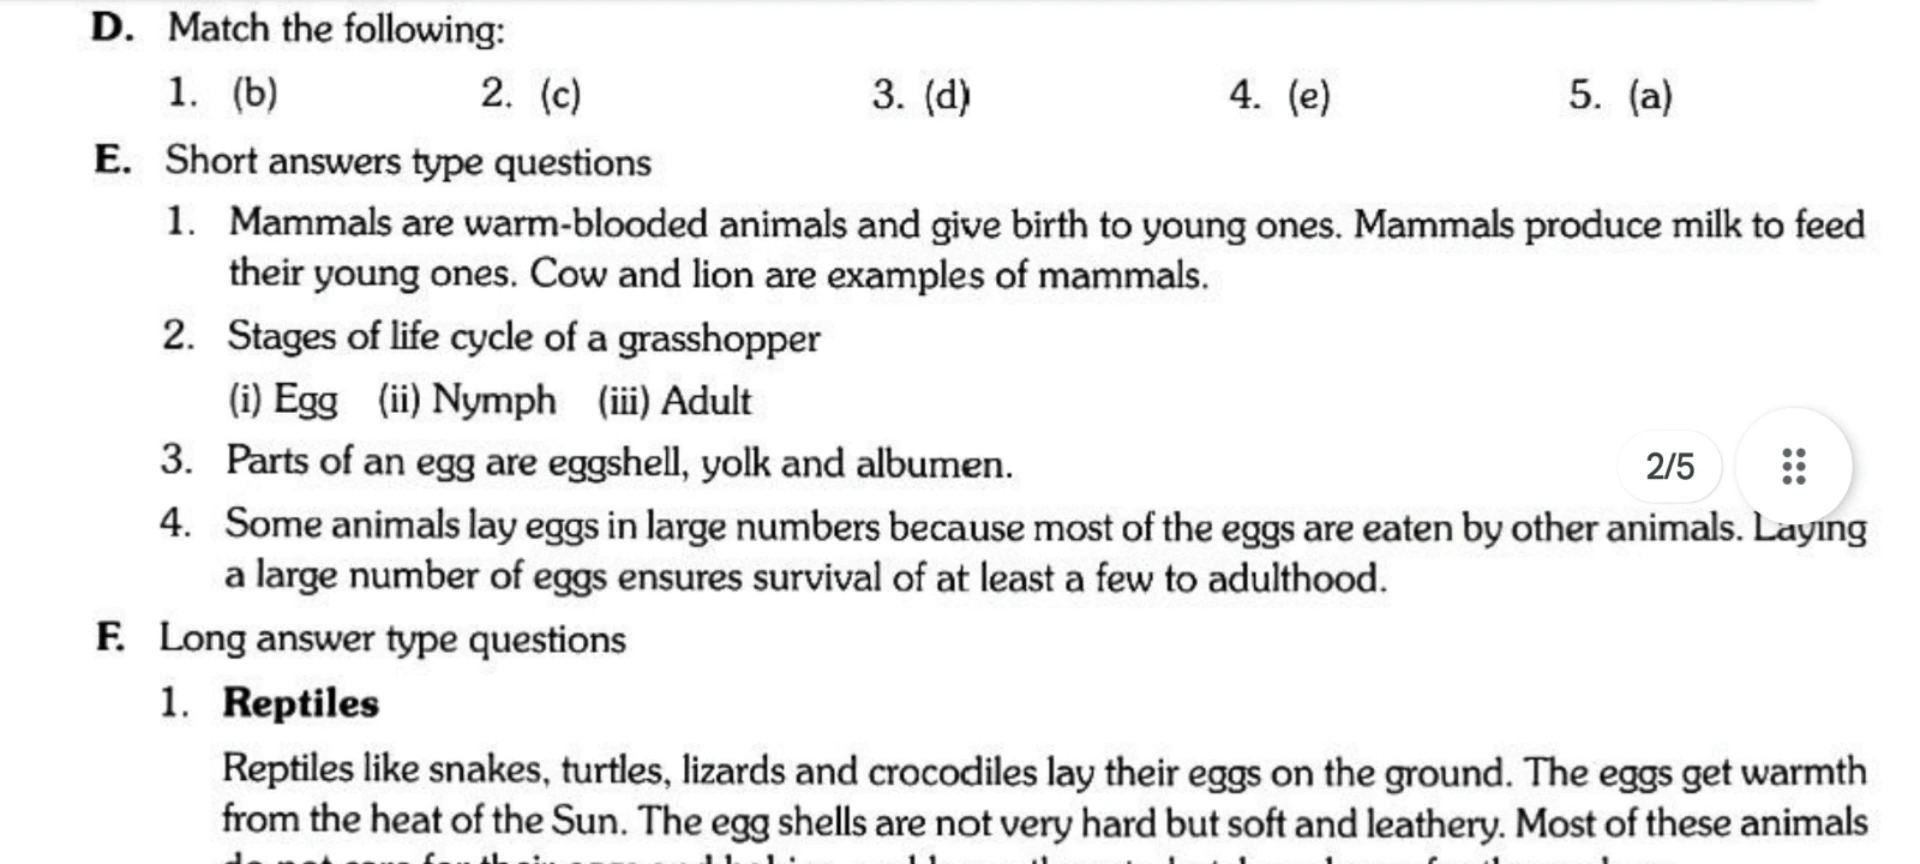 D. Match the following:
1. (b) 2. (c) 3. (d) 4. (e) 5. (a)
E. Short answers type questions
1. Mammals are warm-blooded animals and give birth to young ones. Mammals produce milk to feed
their young ones. Cow and lion are examples of mammals.
2. Stages of life cycle of a grasshopper
(i) Egg (ii) Nymph (iii) Adult
3. Parts of an egg are eggshell, yolk and albumen.
2/5
4. Some animals lay eggs in large numbers because most of the eggs are eaten by other animals. Laying
a large number of eggs ensures survival of at least a few to adulthood.
F. Long answer type questions
1. Reptiles
Reptiles like snakes, turtles, lizards and crocodiles lay their eggs on the ground. The eggs get warmth
from the heat of the Sun. The egg shells are not very hard but soft and leathery. Most of these animals